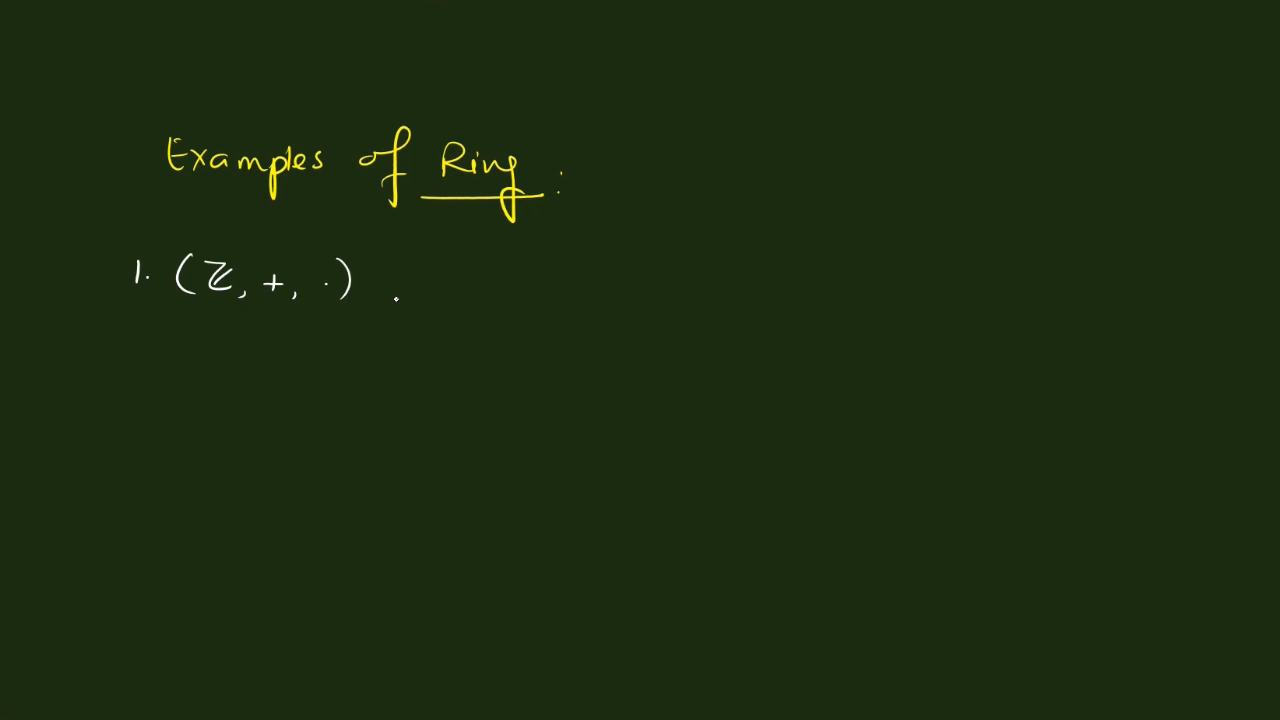 Examples of Ring :
1. (ℤ, +, ·)